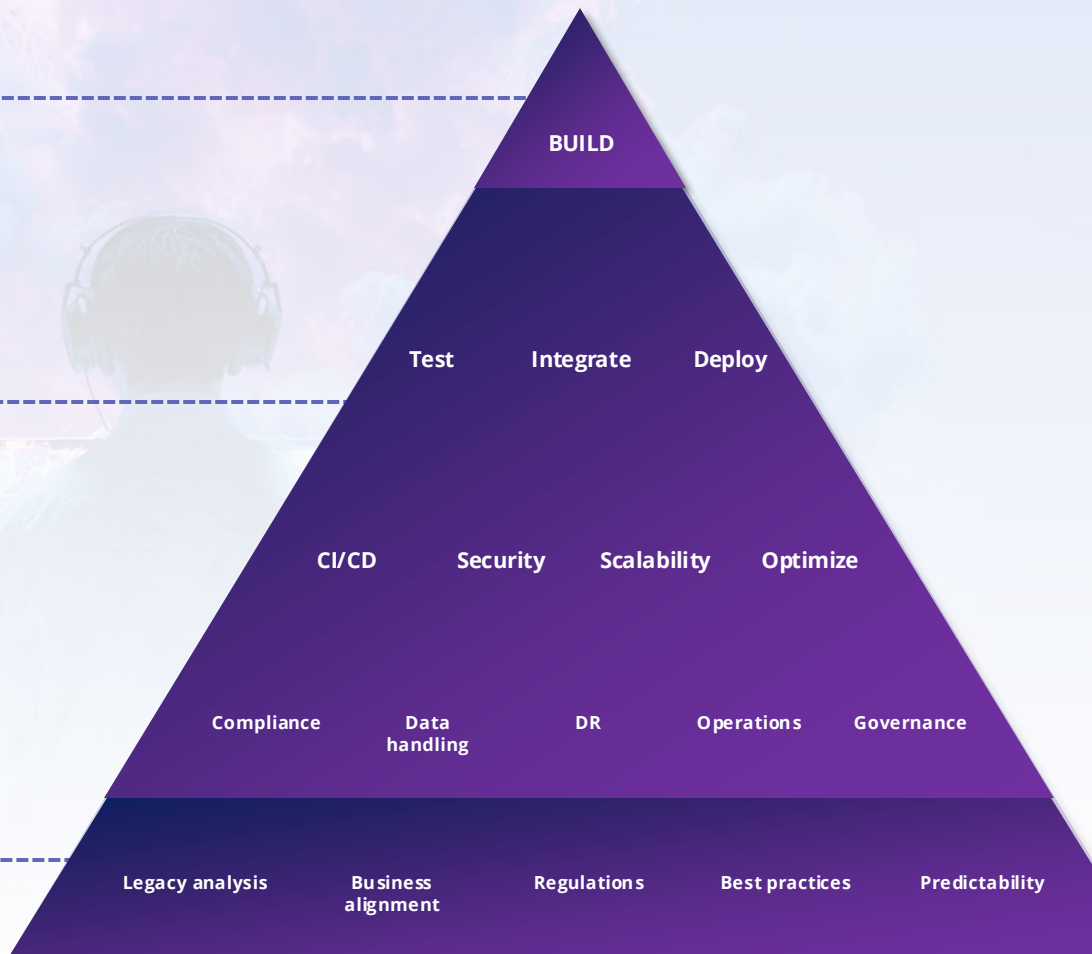 BUILD
Test Integrate Deploy
CI/CD Security Scalability Optimize
Compliance Data handling DR Operations Governance
Legacy analysis Business alignment Regulations Best practices Predictability